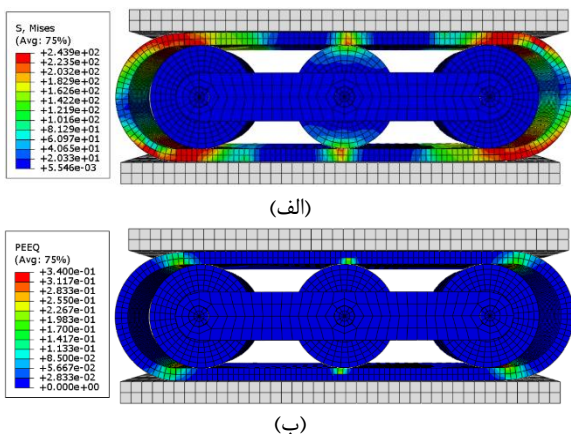 S, Mises
(Avg: 75%)
+2.439e+02
+2.235e+02
+2.032e+02
+1.829e+02
+1.626e+02
+1.422e+02
+1.219e+02
+1.016e+02
+8.129e+01
+6.097e+01
+4.065e+01
+2.033e+01
+5.546e-03
(الف)
PEEQ
(Avg: 75%)
+3.400e-01
+3.117e-01
+2.833e-01
+2.550e-01
+2.267e-01
+1.983e-01
+1.700e-01
+1.417e-01
+1.133e-01
+8.500e-02
+5.667e-02
+2.833e-02
+0.000e+00
(ب)